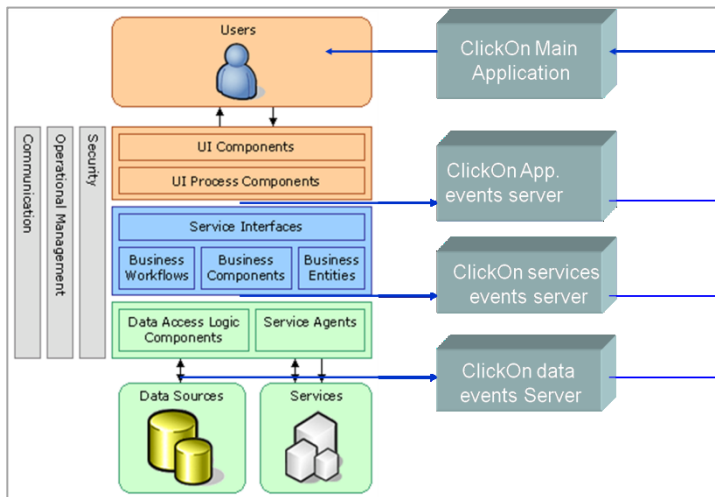 Users
ClickOn Main
Application
Communication
Operational Management
Security
UI Components
UI Process Components
ClickOn App.
events server
Service Interfaces
Business
Workflows
Business
Components
Business
Entities
ClickOn services
events server
Data Access Logic
Components
Service Agents
ClickOn data
events Server
Data Sources
Services